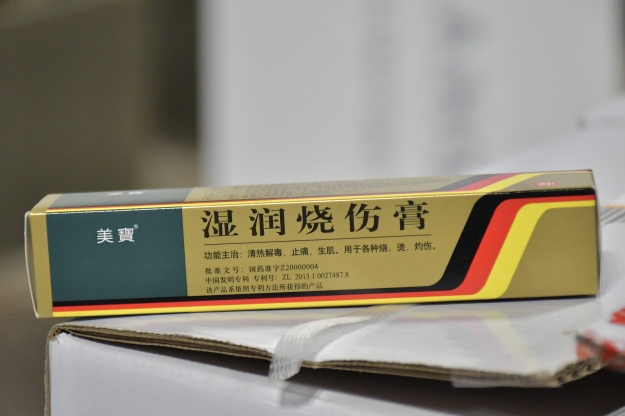 美寶®
湿润烧伤膏
功能主治：清热解毒，止痛，生肌。用于各种烧、烫、灼伤。
批准文号：国药准字Z20000004
中国发明专利 专利号：ZL 2013 1 0027487.8
该产品系依照专利方法所获得的产品